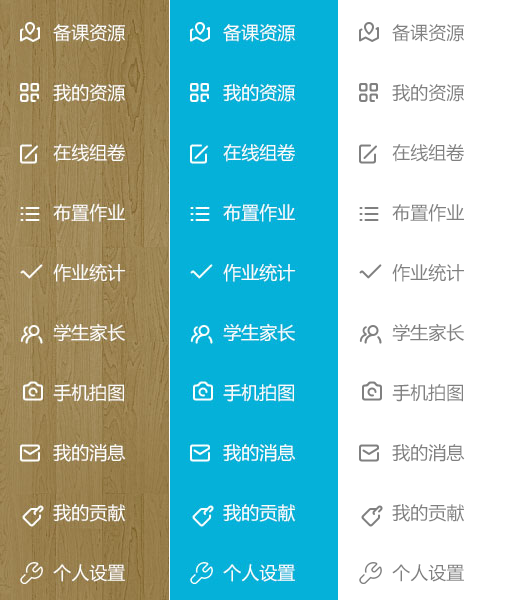 备课资源 备课资源 备课资源
我的资源 我的资源 我的资源
在线组卷 在线组卷 在线组卷
布置作业 布置作业 布置作业
作业统计 作业统计 作业统计
学生家长 学生家长 学生家长
手机拍图 手机拍图 手机拍图
我的消息 我的消息 我的消息
我的贡献 我的贡献 我的贡献
个人设置 个人设置 个人设置